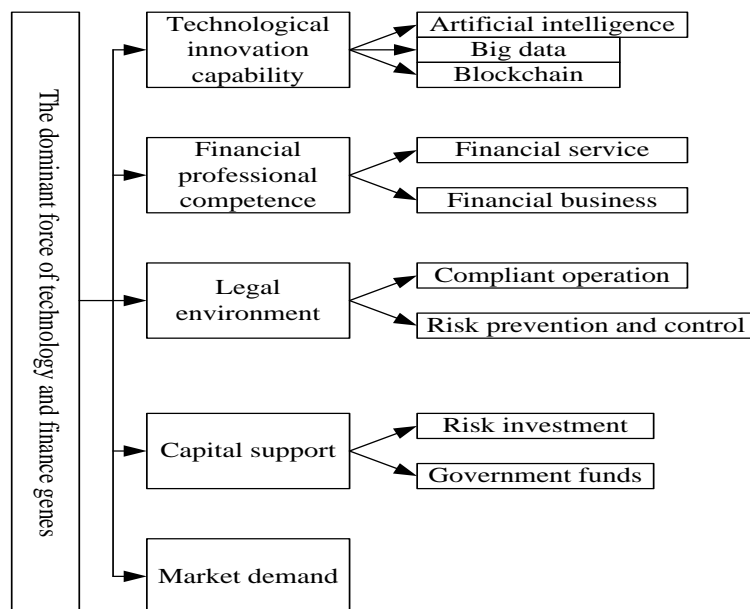 The dominant force of technology and finance genes
Technological
innovation
capability
Artificial intelligence
Big data
Blockchain
Financial
professional
competence
Financial service
Financial business
Legal
environment
Compliant operation
Risk prevention and control
Capital support
Risk investment
Government funds
Market demand